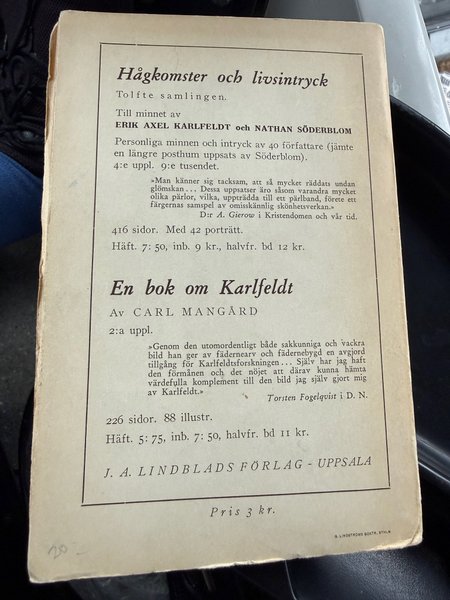 Hågkomster och livsintryck
Tolfte samlingen.
Till minnet av
ERIK AXEL KARLFELDT och NATHAN SÖDERBLOM
Personliga minnen och intryck av 40 författare (jämte
en längre posthum uppsats av Söderblom).
4:e uppl. 9:e tusendet.
»Man känner sig tacksam, att så mycket räddats undan
glömskan... Dessa uppsatser äro såsom varandra mycket
olika pärlor, vilka, uppträdda till ett pärlband, förete ett
färgernas samspel av omisskännlig skönhetsverkan.»
D:r A. Gierow i Kristendomen och vår tid.
416 sidor. Med 42 porträtt.
Häft. 7:50, inb. 9 kr., halvfr. bd 12 kr.
En bok om Karlfeldt
Av CARL MANGÅRD
2:a uppl.
»Genom den utomordentligt både sakkunniga och vackra
bild han ger av fädernearv och fädernebygd en avgjord
tillgång för Karlfeldtsforskningen... Själv har jag haft
den förmånen och det nöjet att därav kunna hämta
värdefulla komplement till den bild jag själv gjort mig
av Karlfeldt.»
Torsten Fogelqvist i D. N.
226 sidor. 88 illustr.
Häft. 5:75, inb. 7:50, halvfr. bd 11 kr.
J. A. LINDBLADS FÖRLAG - UPPSALA
Pris 3 kr.